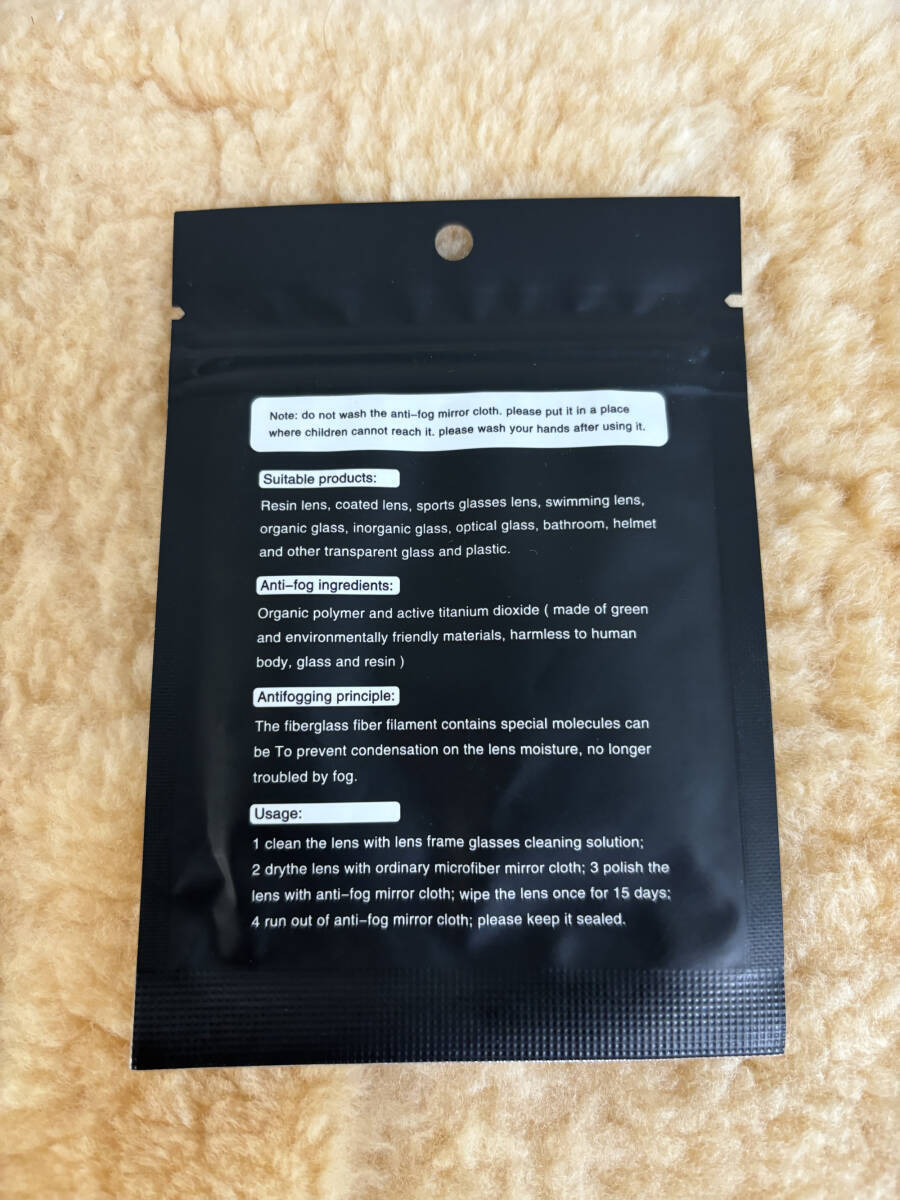 Note: do not wash the anti-fog mirror cloth. please put it in a place
where children cannot reach it. please wash your hands after using it.
Suitable products:
Resin lens, coated lens, sports glasses lens, swimming lens,
organic glass, inorganic glass, optical glass, bathroom, helmet
and other transparent glass and plastic.
Anti-fog ingredients:
Organic polymer and active titanium dioxide ( made of green
and environmentally friendly materials, harmless to human
body, glass and resin )
Antifogging principle:
The fiberglass fiber filament contains special molecules can
be To prevent condensation on the lens moisture, no longer
troubled by fog.
Usage:
1 clean the lens with lens frame glasses cleaning solution;
2 drythe lens with ordinary microfiber mirror cloth; 3 polish the
lens with anti-fog mirror cloth; wipe the lens once for 15 days;
4 run out of anti-fog mirror cloth; please keep it sealed.